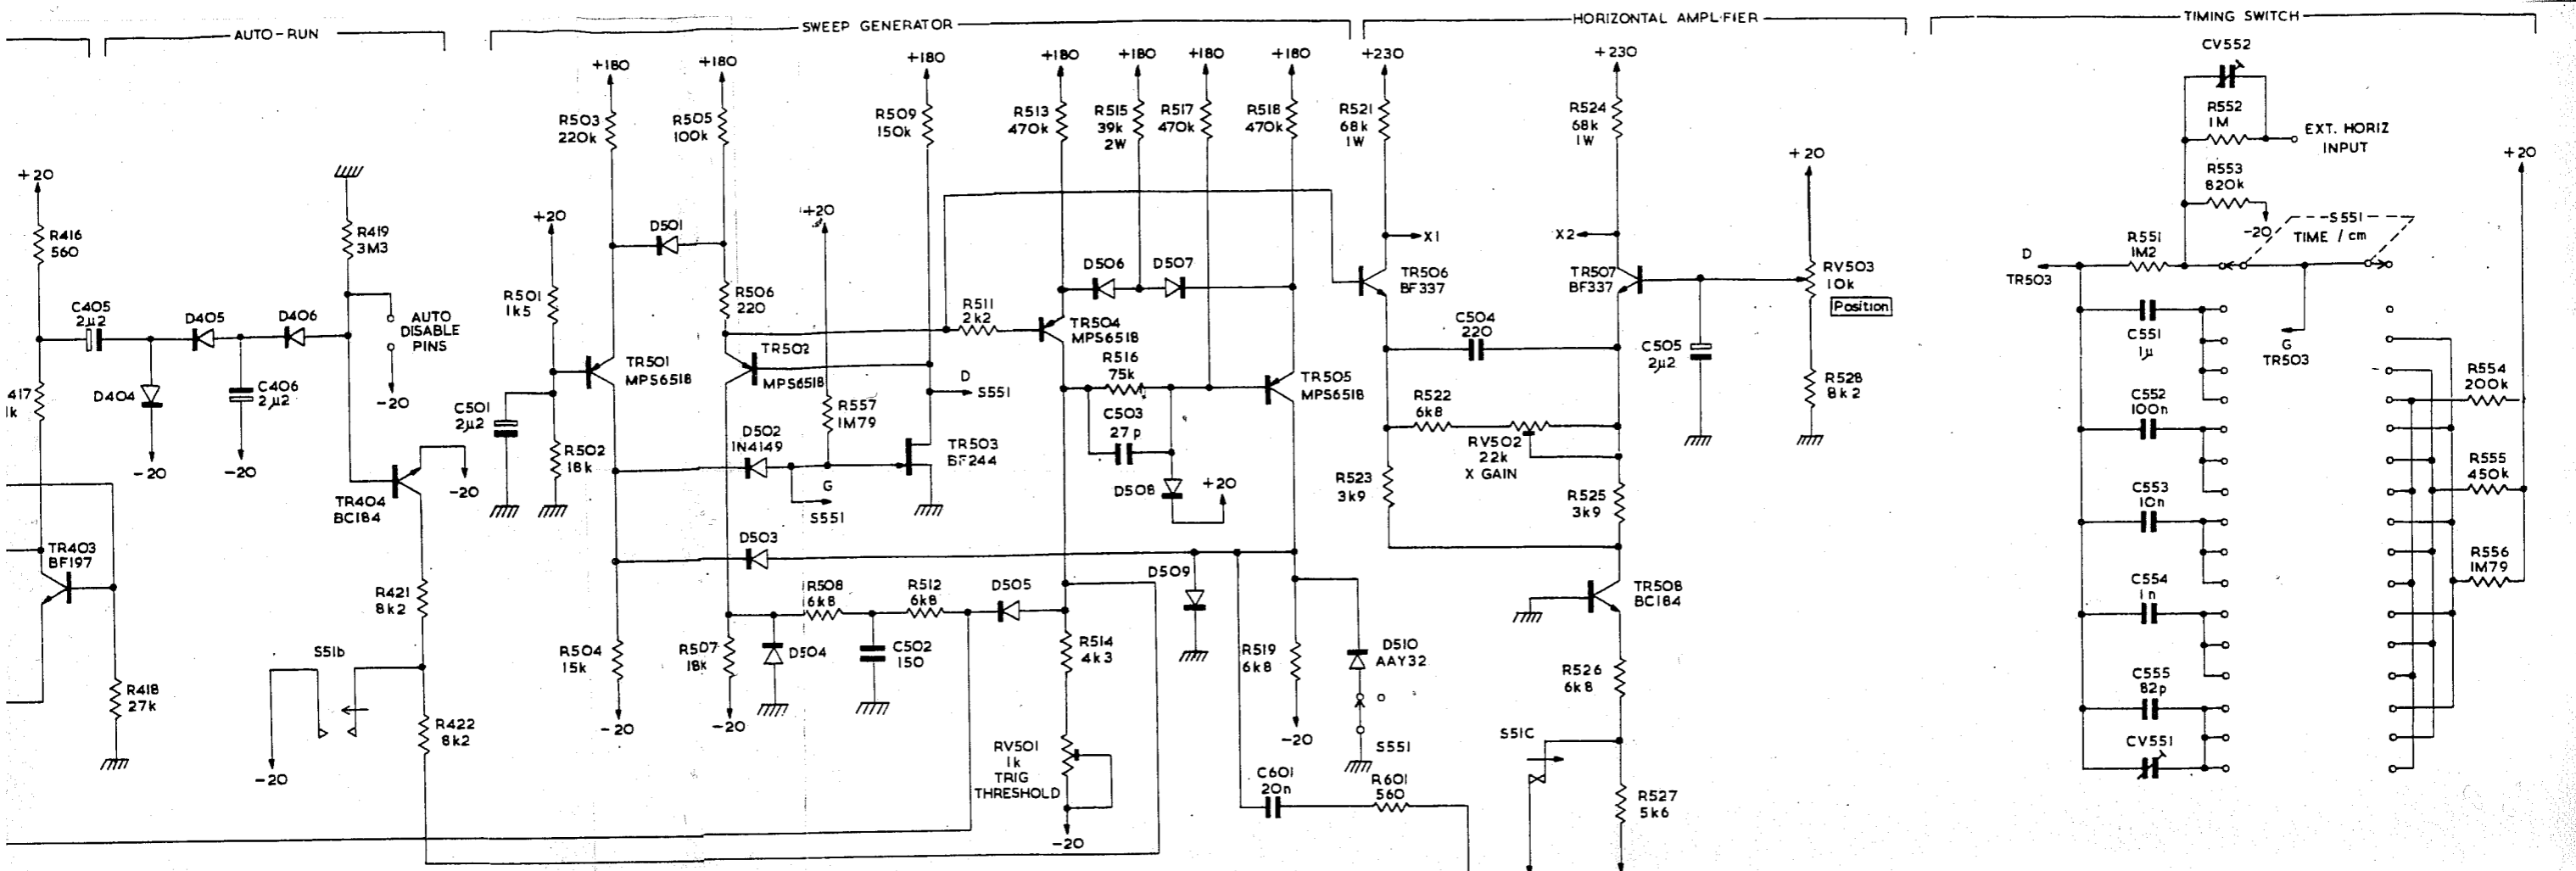 AUTO-RUN
SWEEP GENERATOR
HORIZONTAL AMPL-FIER
TIMING SWITCH
+20
R416
560
C405
2µ2
417
1k
D404
-20
D405
C406
2µ2
-20
D406
R419
3M3
AUTO
DISABLE
PINS
-20
TR404
BC184
-20
TR403
BF197
R418
27k
R421
8k2
S51b
-20
R422
8k2
+180
R503
220k
+180
R505
100k
D501
+20
R501
1k5
R506
220
C501
2µ2
R502
18k
TR501
MPS6518
TR502
MPS6518
+20
R557
1M79
D502
1N4149
G
S551
D503
R504
15k
-20
R507
18k
-20
D504
R508
6k8
C502
150
R512
6k8
D505
+180
R509
150k
D
S551
TR503
BF244
R511
2k2
+180
R513
470k
+180
R515
39k
2W
+180
R517
470k
+180
R518
470k
D506
D507
TR504
MPS6518
R516
75k
C503
27p
D508
+20
TR505
MPS6518
D509
R514
4k3
RV501
1k
TRIG
THRESHOLD
-20
R519
6k8
-20
D510
AAY32
S551
C601
20n
R601
560
+230
R521
68k
1W
X1
TR506
BF337
+230
R524
68k
1W
X2
TR507
BF337
C504
220
R522
6k8
RV502
22k
X GAIN
R523
3k9
R525
3k9
C505
2µ2
+20
RV503
10k
Position
R528
8k2
TR508
BC184
R526
6k8
S51C
R527
5k6
CV552
R552
1M
EXT. HORIZ
INPUT
R553
820k
-20
S551
TIME / cm
D
TR503
R551
1M2
G
TR503
C551
1µ
C552
100n
C553
10n
C554
1n
C555
82p
CV551
+20
R554
200k
R555
450k
R556
1M79